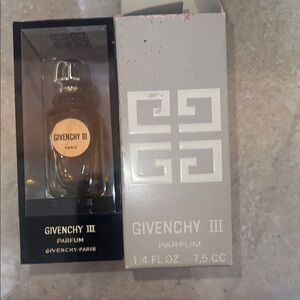 GIVENCHY III
PARIS
GIVENCHY III
PARFUM
GIVENCHY-PARIS
GIVENCHY III
PARFUM
1/4 FL OZ 7,5 CC